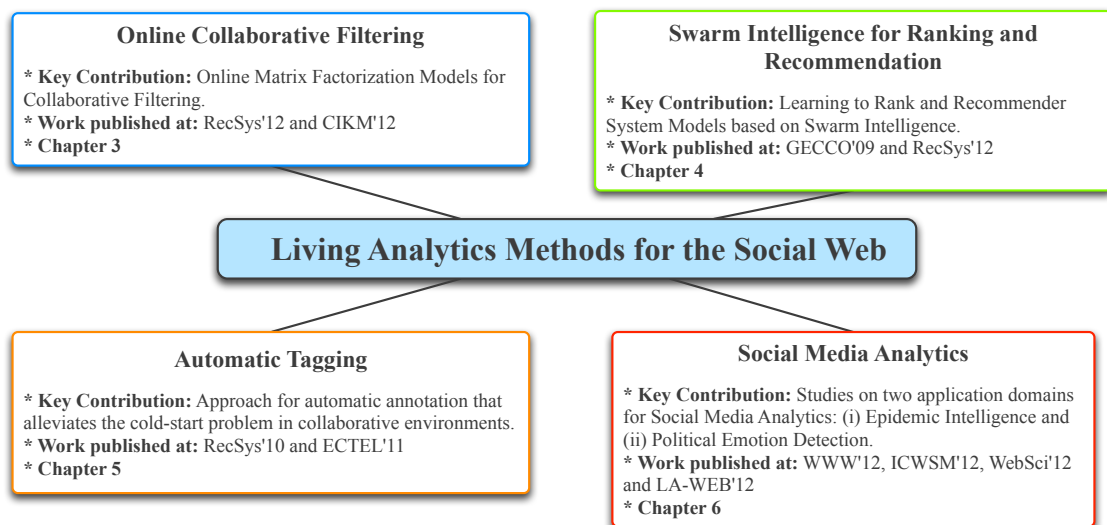 Online Collaborative Filtering
* Key Contribution: Online Matrix Factorization Models for
Collaborative Filtering.
* Work published at: RecSys'12 and CIKM'12
* Chapter 3
Swarm Intelligence for Ranking and
Recommendation
* Key Contribution: Learning to Rank and Recommender
System Models based on Swarm Intelligence.
* Work published at: GECCO'09 and RecSys'12
* Chapter 4
Living Analytics Methods for the Social Web
Automatic Tagging
* Key Contribution: Approach for automatic annotation that
alleviates the cold-start problem in collaborative environments.
* Work published at: RecSys'10 and ECTEL'11
* Chapter 5
Social Media Analytics
* Key Contribution: Studies on two application domains
for Social Media Analytics: (i) Epidemic Intelligence and
(ii) Political Emotion Detection.
* Work published at: WWW'12, ICWSM'12, WebSci'12
and LA-WEB'12
* Chapter 6